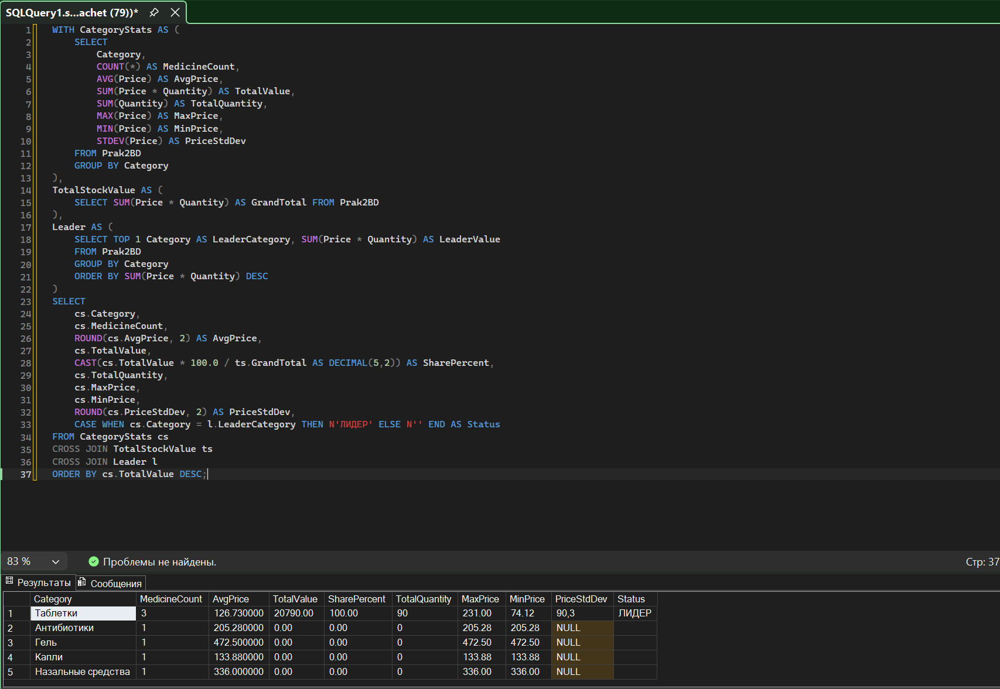 SQLQuery1.s...achet (79))*
1 WITH CategoryStats AS (
2 SELECT
3 Category,
4 COUNT(*) AS MedicineCount,
5 AVG(Price) AS AvgPrice,
6 SUM(Price * Quantity) AS TotalValue,
7 SUM(Quantity) AS TotalQuantity,
8 MAX(Price) AS MaxPrice,
9 MIN(Price) AS MinPrice,
10 STDEV(Price) AS PriceStdDev
11 FROM Prak2BD
12 GROUP BY Category
13 ),
14 TotalStockValue AS (
15 SELECT SUM(Price * Quantity) AS GrandTotal FROM Prak2BD
16 ),
17 Leader AS (
18 SELECT TOP 1 Category AS LeaderCategory, SUM(Price * Quantity) AS LeaderValue
19 FROM Prak2BD
20 GROUP BY Category
21 ORDER BY SUM(Price * Quantity) DESC
22 )
23 SELECT
24 cs.Category,
25 cs.MedicineCount,
26 ROUND(cs.AvgPrice, 2) AS AvgPrice,
27 cs.TotalValue,
28 CAST(cs.TotalValue * 100.0 / ts.GrandTotal AS DECIMAL(5,2)) AS SharePercent,
29 cs.TotalQuantity,
30 cs.MaxPrice,
31 cs.MinPrice,
32 ROUND(cs.PriceStdDev, 2) AS PriceStdDev,
33 CASE WHEN cs.Category = l.LeaderCategory THEN N'ЛИДЕР' ELSE N'' END AS Status
34 FROM CategoryStats cs
35 CROSS JOIN TotalStockValue ts
36 CROSS JOIN Leader l
37 ORDER BY cs.TotalValue DESC;
83 % Проблемы не найдены. Стр: 37
Результаты Сообщения
Category MedicineCount AvgPrice TotalValue SharePercent TotalQuantity MaxPrice MinPrice PriceStdDev Status
1 Таблетки 3 126.730000 20790.00 100.00 90 231.00 74.12 90,3 ЛИДЕР
2 Антибиотики 1 205.280000 0.00 0.00 0 205.28 205.28 NULL
3 Гель 1 472.500000 0.00 0.00 0 472.50 472.50 NULL
4 Капли 1 133.880000 0.00 0.00 0 133.88 133.88 NULL
5 Назальные средства 1 336.000000 0.00 0.00 0 336.00 336.00 NULL